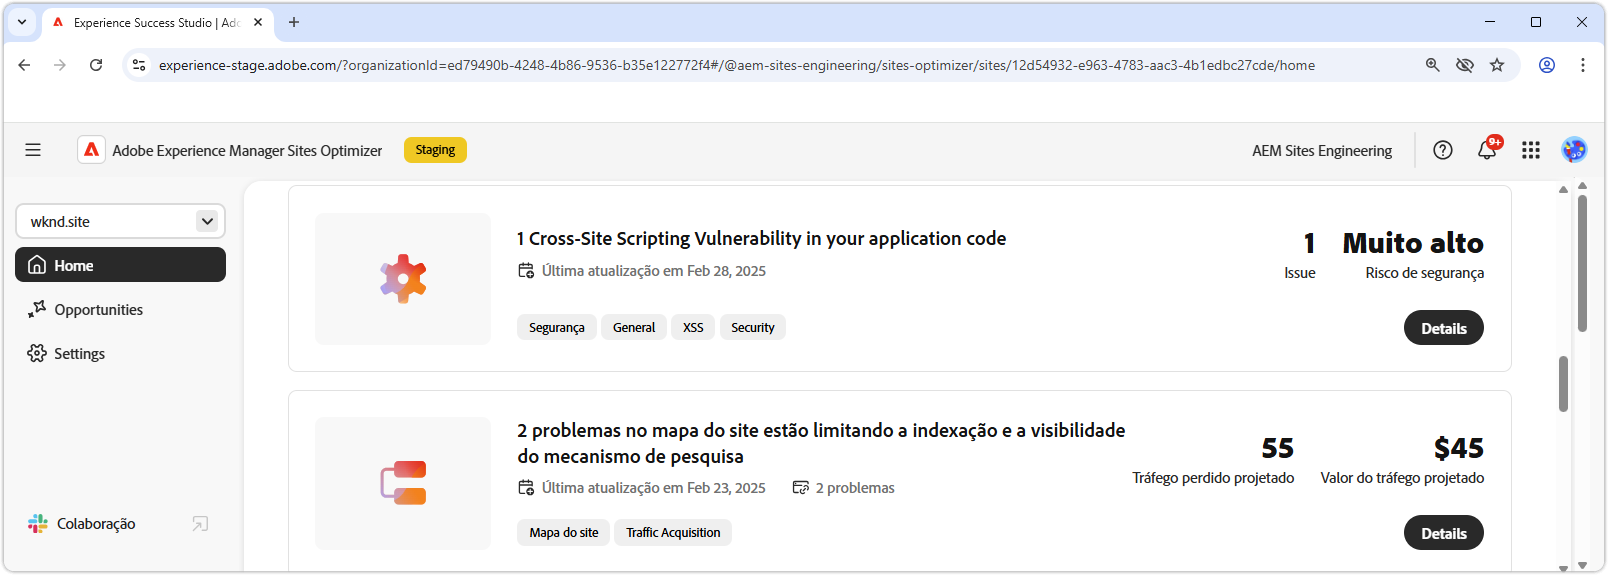 Experience Success Studio | Ado
experience-stage.adobe.com/?organizationId=ed79490b-4248-4b86-9536-b35e122772f4#/@aem-sites-engineering/sites-optimizer/sites/12d54932-e963-4783-aac3-4b1edbc27cde/home
Adobe Experience Manager Sites Optimizer
Staging
AEM Sites Engineering
9+
wknd.site
Home
Opportunities
Settings
Colaboração
1 Cross-Site Scripting Vulnerability in your application code
Última atualização em Feb 28, 2025
Segurança General XSS Security
1
Issue
Muito alto
Risco de segurança
Details
2 problemas no mapa do site estão limitando a indexação e a visibilidade
do mecanismo de pesquisa
Última atualização em Feb 23, 2025 2 problemas
Mapa do site Traffic Acquisition
55
Tráfego perdido projetado
$45
Valor do tráfego projetado
Details